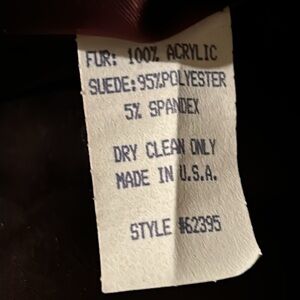 FUR: 100% ACRYLIC
SUEDE:95%POLYESTER
5% SPANDEX
DRY CLEAN ONLY
MADE IN U.S.A.
STYLE #62395